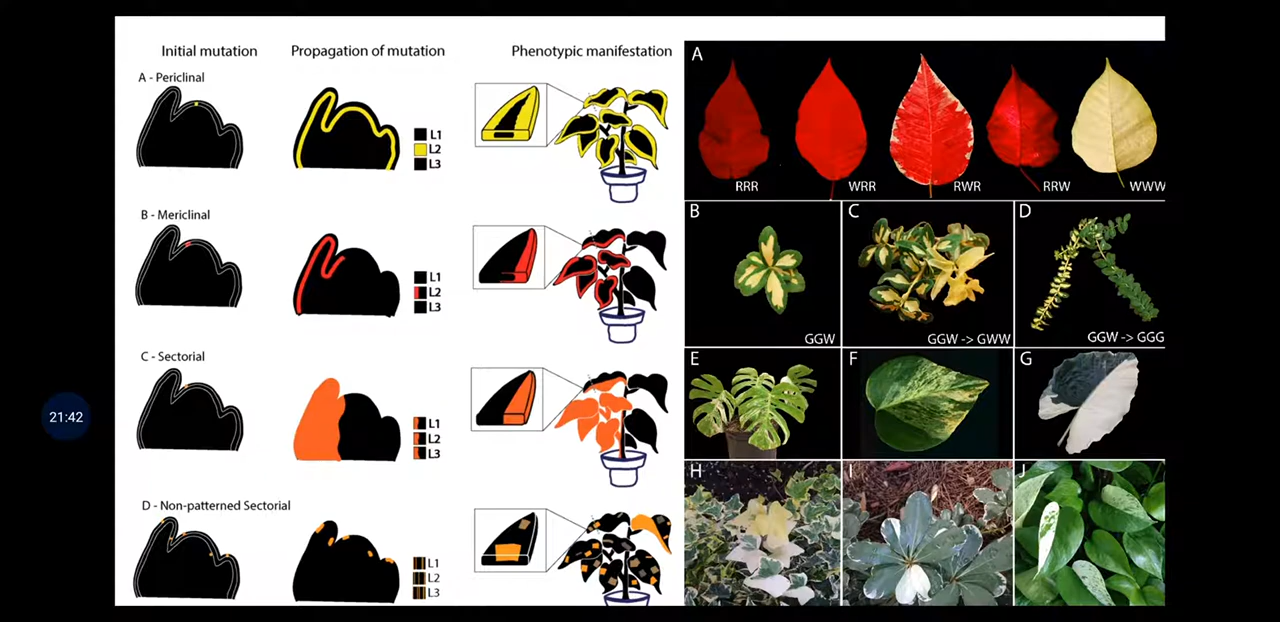 Initial mutation
Propagation of mutation
Phenotypic manifestation
A - Periclinal
L1
L2
L3
B - Mericlinal
L1
L2
L3
C - Sectorial
L1
L2
L3
D - Non-patterned Sectorial
L1
L2
L3
21:42
A
RRR
WRR
RWR
RRW
WWW
B
GGW
C
GGW -> GWW
D
GGW -> GGG
E
F
G
H
I
J